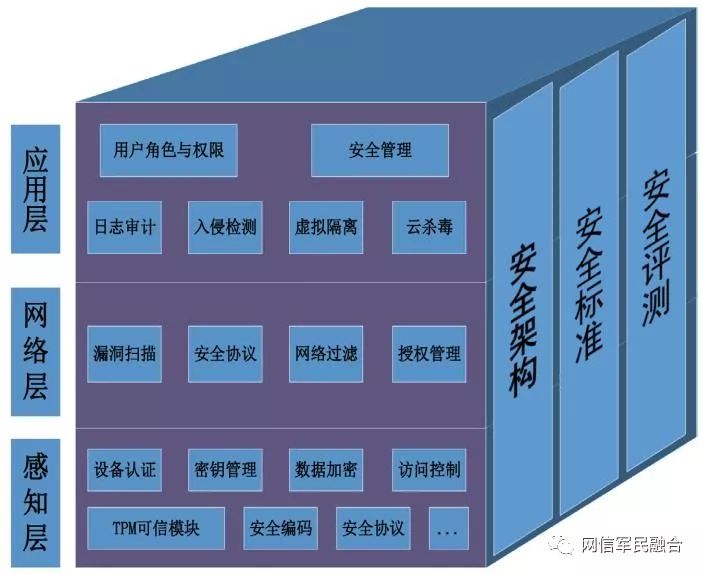 应用层
用户角色与权限
安全管理
日志审计
入侵检测
虚拟隔离
云杀毒
网络层
漏洞扫描
安全协议
网络过滤
授权管理
感知层
设备认证
密钥管理
数据加密
访问控制
TPM可信模块
安全编码
安全协议
...
安全架构
安全标准
安全评测
网信军民融合